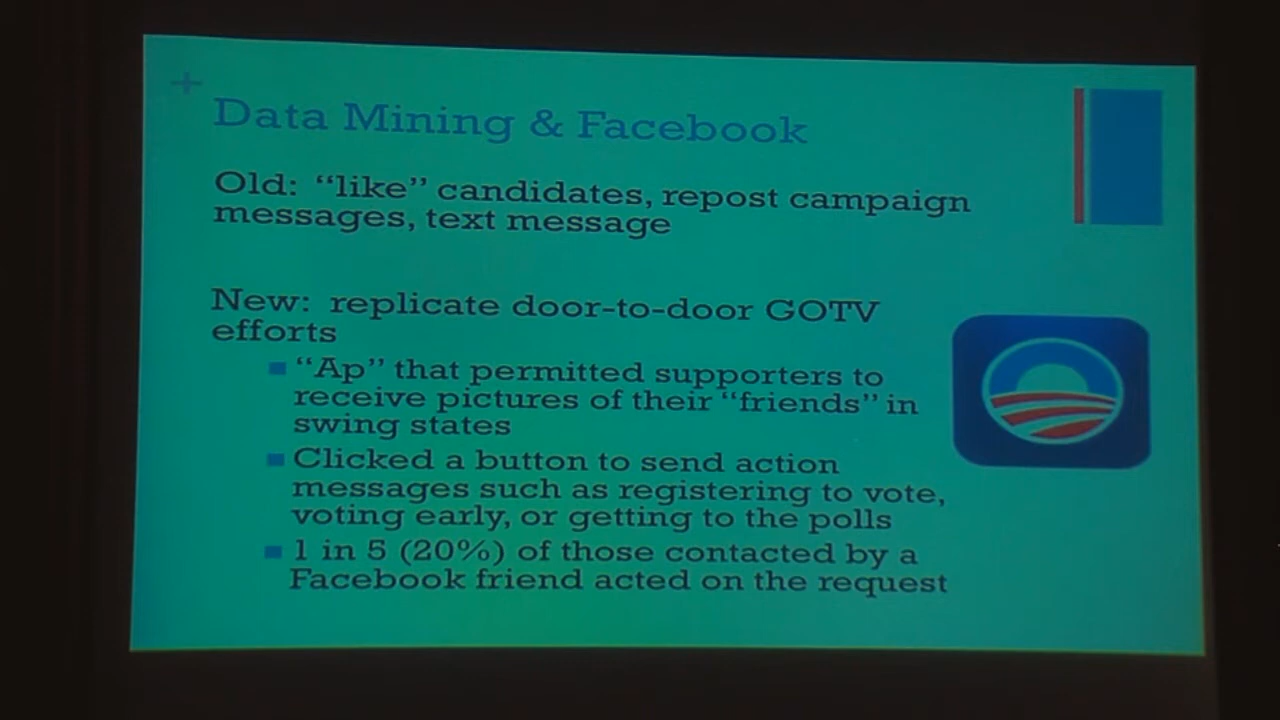 +
Data Mining & Facebook
Old: “like” candidates, repost campaign
messages, text message
New: replicate door-to-door GOTV
efforts
“Ap” that permitted supporters to
receive pictures of their “friends” in
swing states
Clicked a button to send action
messages such as registering to vote,
voting early, or getting to the polls
1 in 5 (20%) of those contacted by a
Facebook friend acted on the request